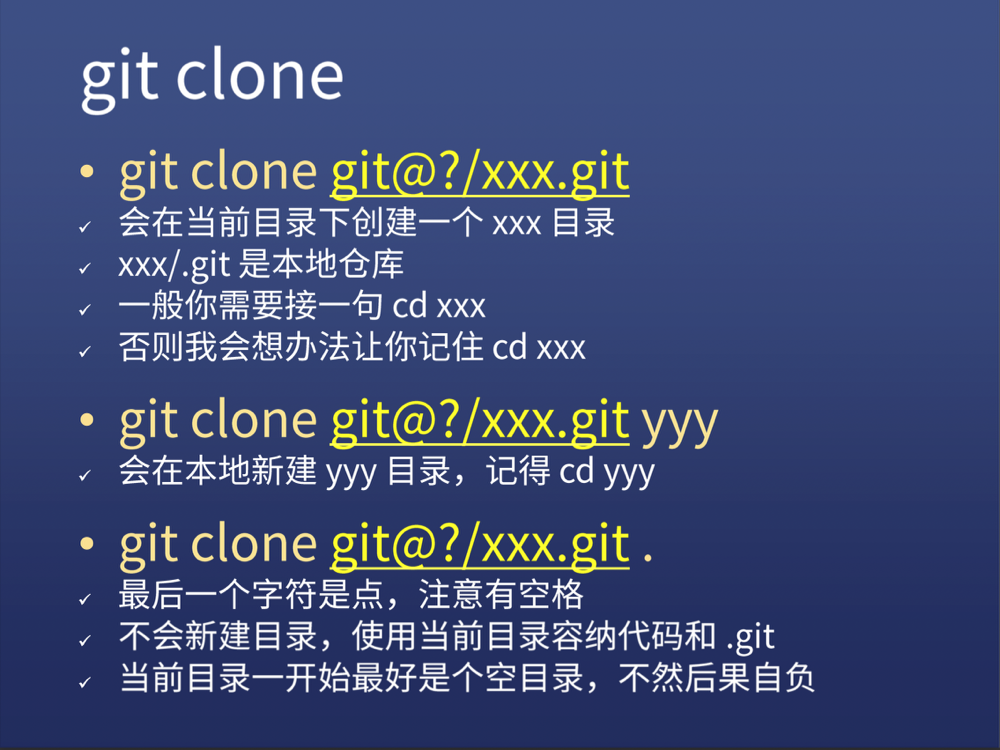 git clone
• git clone git@?/xxx.git
✓ 会在当前目录下创建一个 xxx 目录
✓ xxx/.git 是本地仓库
✓ 一般你需要接一句 cd xxx
✓ 否则我会想办法让你记住 cd xxx
• git clone git@?/xxx.git yyy
✓ 会在本地新建 yyy 目录，记得 cd yyy
• git clone git@?/xxx.git .
✓ 最后一个字符是点，注意有空格
✓ 不会新建目录，使用当前目录容纳代码和 .git
✓ 当前目录一开始最好是个空目录，不然后果自负